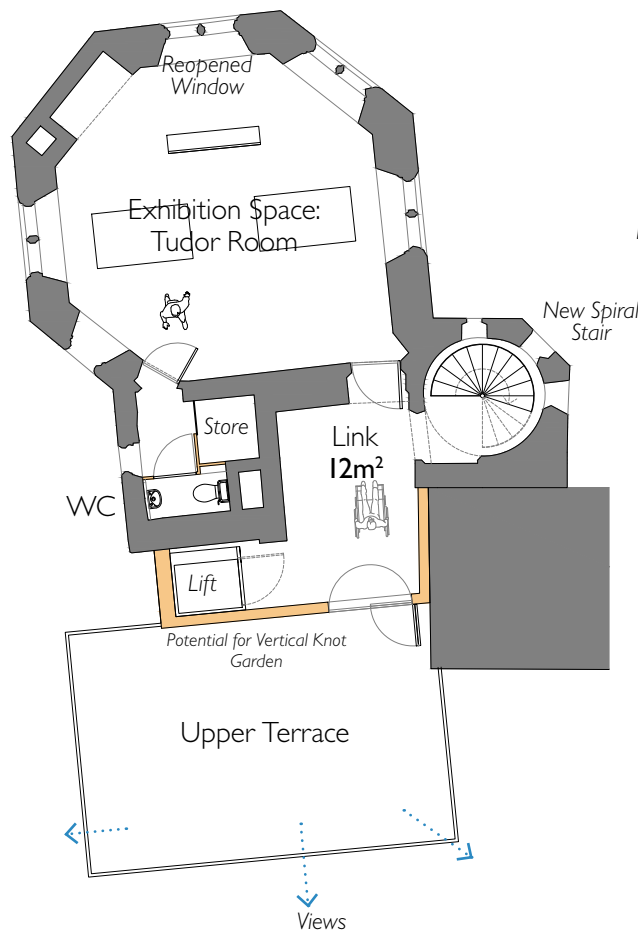 Reopened
Window
Exhibition Space:
Tudor Room
New Spiral
Stair
Store
Link
12m²
WC
Lift
Potential for Vertical Knot
Garden
Upper Terrace
Views